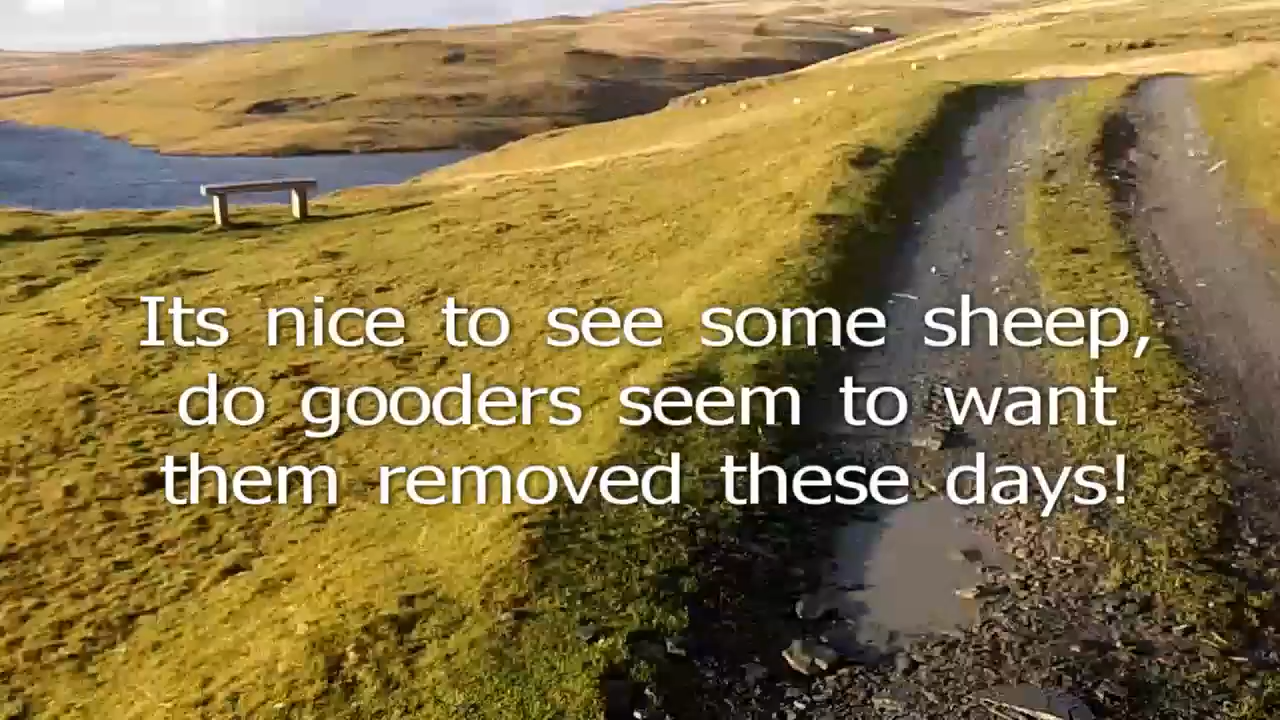 Its nice to see some sheep,
do gooders seem to want
them removed these days!